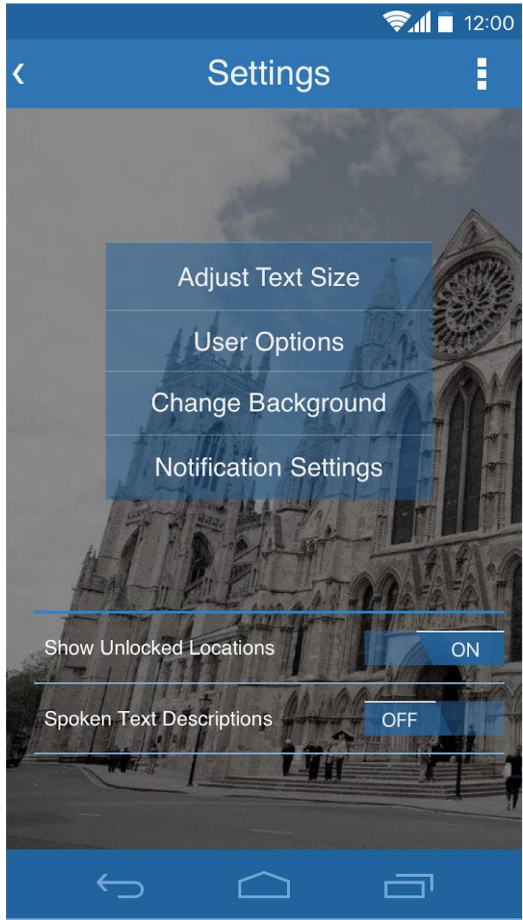 12:00
Settings
Adjust Text Size
User Options
Change Background
Notification Settings
Show Unlocked Locations ON
Spoken Text Descriptions OFF